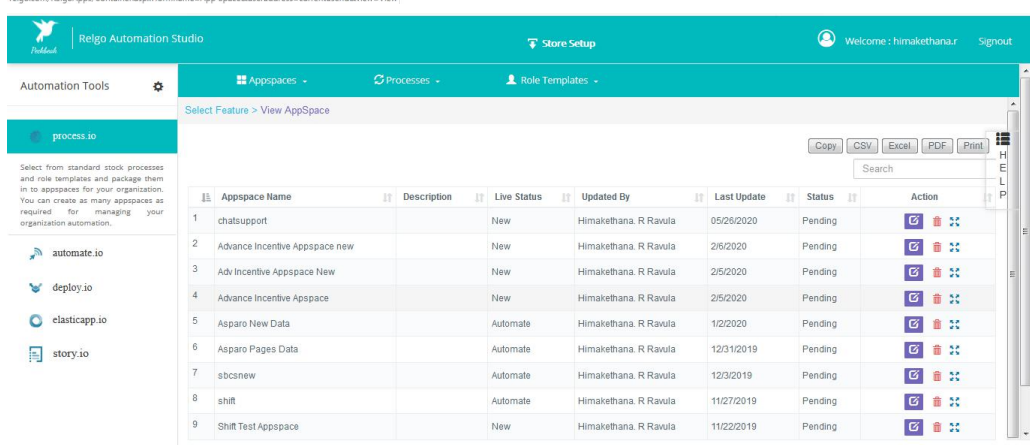 Relgo Automation Studio
Store Setup
Welcome : himakethana.r Signout
Automation Tools
Appspaces Processes Role Templates
Select Feature > View AppSpace
process.io
Select from standard stock processes
and role templates and package them
in to appspaces for your organization.
You can create as many appspaces as
required for managing your
organization automation.
automate.io
deploy.io
elasticapp.io
story.io
Copy CSV Excel PDF Print
HELP
Search
Appspace Name Description Live Status Updated By Last Update Status Action
1 chatsupport New Himakethana. R Ravula 05/26/2020 Pending
2 Advance Incentive Appspace new New Himakethana. R Ravula 2/6/2020 Pending
3 Adv Incentive Appspace New New Himakethana. R Ravula 2/5/2020 Pending
4 Advance Incentive Apspace New Himakethana. R Ravula 2/5/2020 Pending
5 Asparo New Data Automate Himakethana. R Ravula 1/2/2020 Pending
6 Asparo Pages Data Automate Himakethana. R Ravula 12/31/2019 Pending
7 sbcsnew Automate Himakethana. R Ravula 12/3/2019 Pending
8 shift Automate Himakethana. R Ravula 11/27/2019 Pending
9 Shift Test Appspace New Himakethana. R Ravula 11/22/2019 Pending